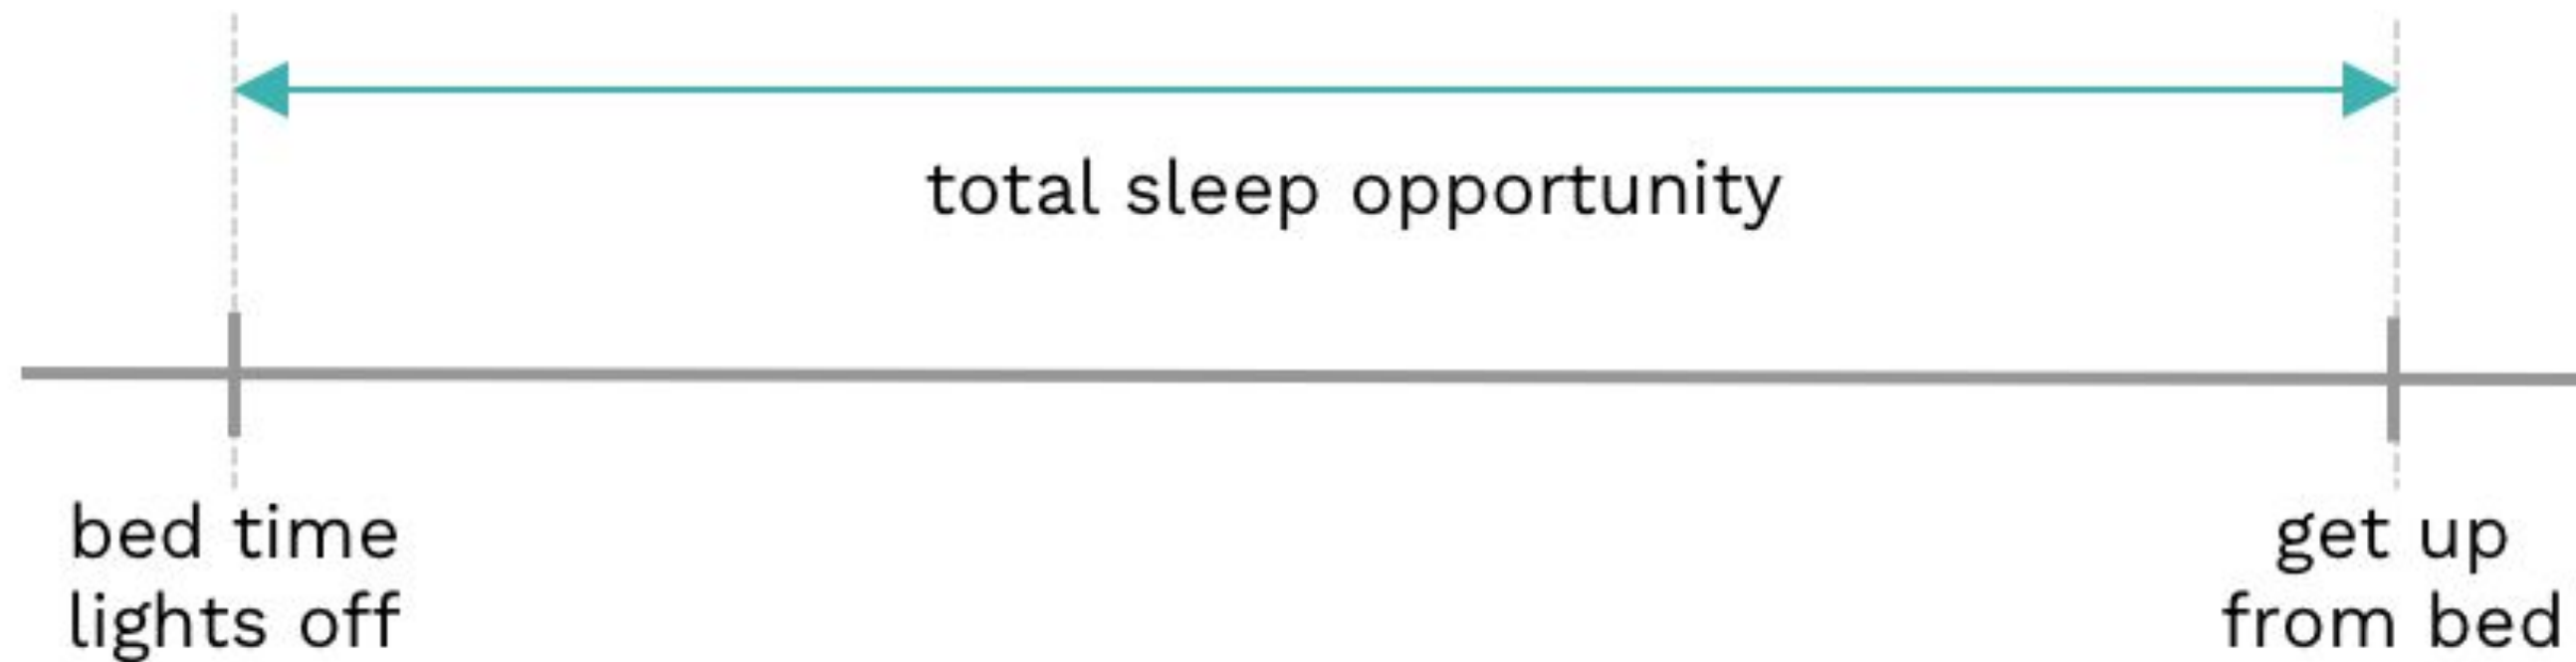 total sleep opportunity
bed time
lights off
get up
from bed